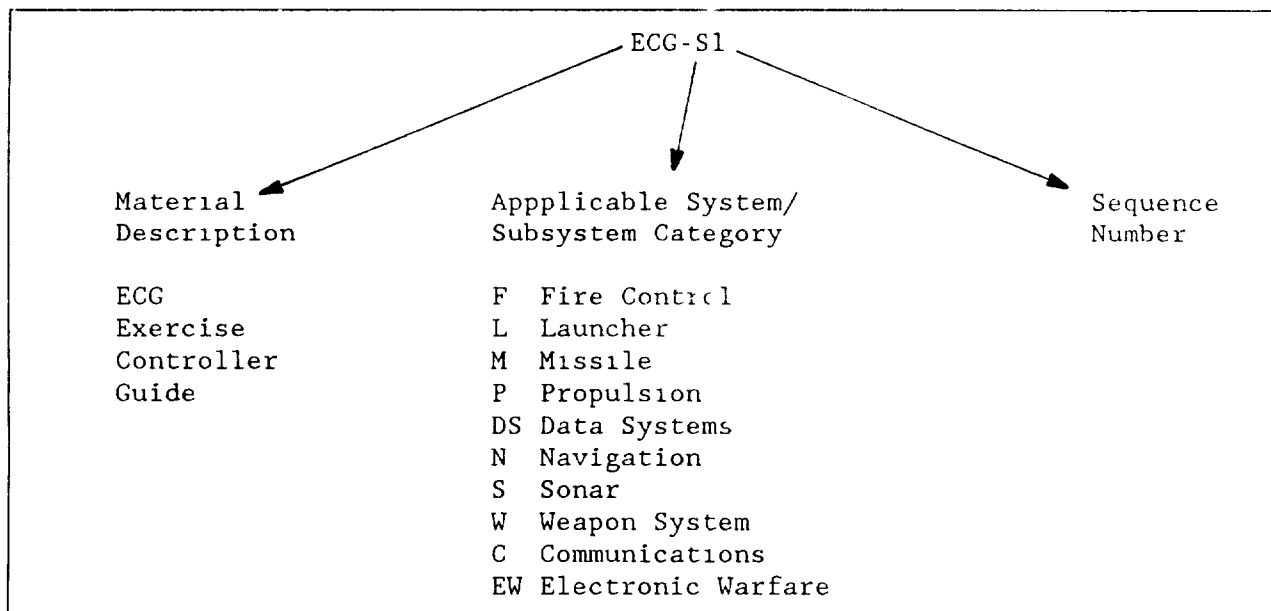 ECG-S1
Material
Description
Appplicable System/
Subsystem Category
Sequence
Number
ECG
Exercise
Controller
Guide
F Fire Control
L Launcher
M Missile
P Propulsion
DS Data Systems
N Navigation
S Sonar
W Weapon System
C Communications
EW Electronic Warfare